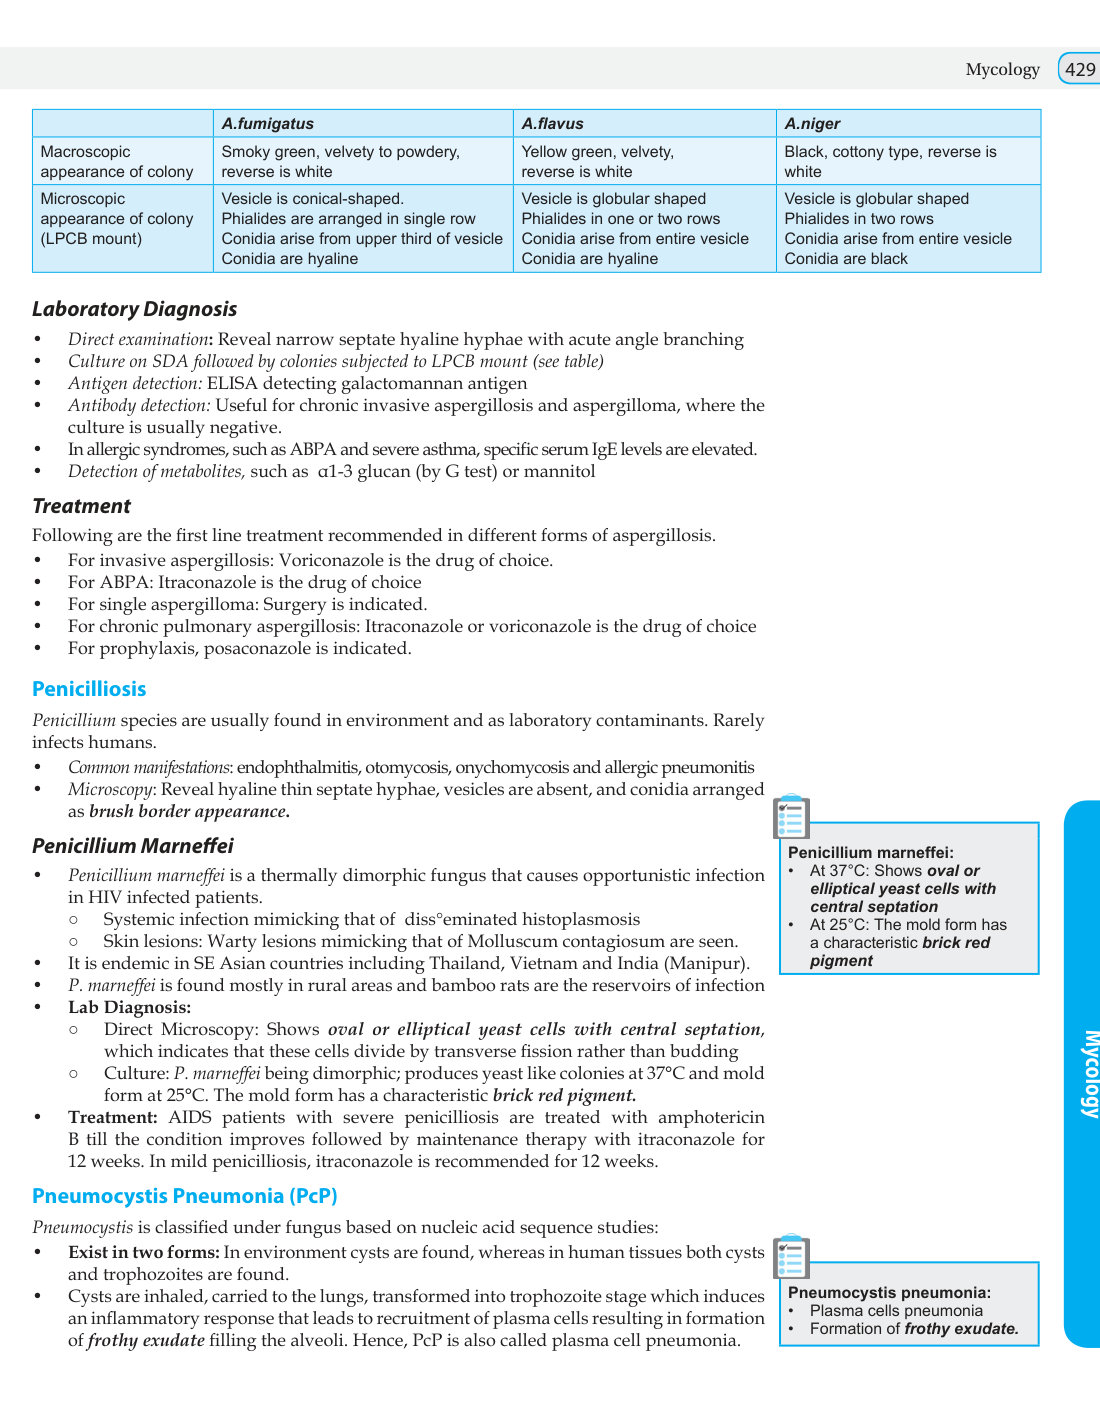 Mycology 429
A.fumigatus A.flavus A.niger
Macroscopic appearance of colony Smoky green, velvety to powdery, reverse is white Yellow green, velvety, reverse is white Black, cottony type, reverse is white
Microscopic appearance of colony (LPCB mount) Vesicle is conical-shaped. Phialides are arranged in single row Conidia arise from upper third of vesicle Conidia are hyaline Vesicle is globular shaped Phialides in one or two rows Conidia arise from entire vesicle Conidia are hyaline Vesicle is globular shaped Phialides in two rows Conidia arise from entire vesicle Conidia are black
Laboratory Diagnosis
• Direct examination: Reveal narrow septate hyaline hyphae with acute angle branching
• Culture on SDA followed by colonies subjected to LPCB mount (see table)
• Antigen detection: ELISA detecting galactomannan antigen
• Antibody detection: Useful for chronic invasive aspergillosis and aspergilloma, where the
culture is usually negative.
• In allergic syndromes, such as ABPA and severe asthma, specific serum IgE levels are elevated.
• Detection of metabolites, such as α1-3 glucan (by G test) or mannitol
Treatment
Following are the first line treatment recommended in different forms of aspergillosis.
• For invasive aspergillosis: Voriconazole is the drug of choice.
• For ABPA: Itraconazole is the drug of choice
• For single aspergilloma: Surgery is indicated.
• For chronic pulmonary aspergillosis: Itraconazole or voriconazole is the drug of choice
• For prophylaxis, posaconazole is indicated.
Penicilliosis
Penicillium species are usually found in environment and as laboratory contaminants. Rarely
infects humans.
• Common manifestations: endophthalmitis, otomycosis, onychomycosis and allergic pneumonitis
• Microscopy: Reveal hyaline thin septate hyphae, vesicles are absent, and conidia arranged
as brush border appearance.
Penicillium Marneffei
• Penicillium marneffei is a thermally dimorphic fungus that causes opportunistic infection
in HIV infected patients.
○ Systemic infection mimicking that of diss°eminated histoplasmosis
○ Skin lesions: Warty lesions mimicking that of Molluscum contagiosum are seen.
• It is endemic in SE Asian countries including Thailand, Vietnam and India (Manipur).
• P. marneffei is found mostly in rural areas and bamboo rats are the reservoirs of infection
• Lab Diagnosis:
○ Direct Microscopy: Shows oval or elliptical yeast cells with central septation,
which indicates that these cells divide by transverse fission rather than budding
○ Culture: P. marneffei being dimorphic; produces yeast like colonies at 37°C and mold
form at 25°C. The mold form has a characteristic brick red pigment.
• Treatment: AIDS patients with severe penicilliosis are treated with amphotericin
B till the condition improves followed by maintenance therapy with itraconazole for
12 weeks. In mild penicilliosis, itraconazole is recommended for 12 weeks.
Penicillium marneffei:
• At 37°C: Shows oval or
elliptical yeast cells with
central septation
• At 25°C: The mold form has
a characteristic brick red
pigment
Pneumocystis Pneumonia (PcP)
Pneumocystis is classified under fungus based on nucleic acid sequence studies:
• Exist in two forms: In environment cysts are found, whereas in human tissues both cysts
and trophozoites are found.
• Cysts are inhaled, carried to the lungs, transformed into trophozoite stage which induces
an inflammatory response that leads to recruitment of plasma cells resulting in formation
of frothy exudate filling the alveoli. Hence, PcP is also called plasma cell pneumonia.
Pneumocystis pneumonia:
• Plasma cells pneumonia
• Formation of frothy exudate.
Mycology